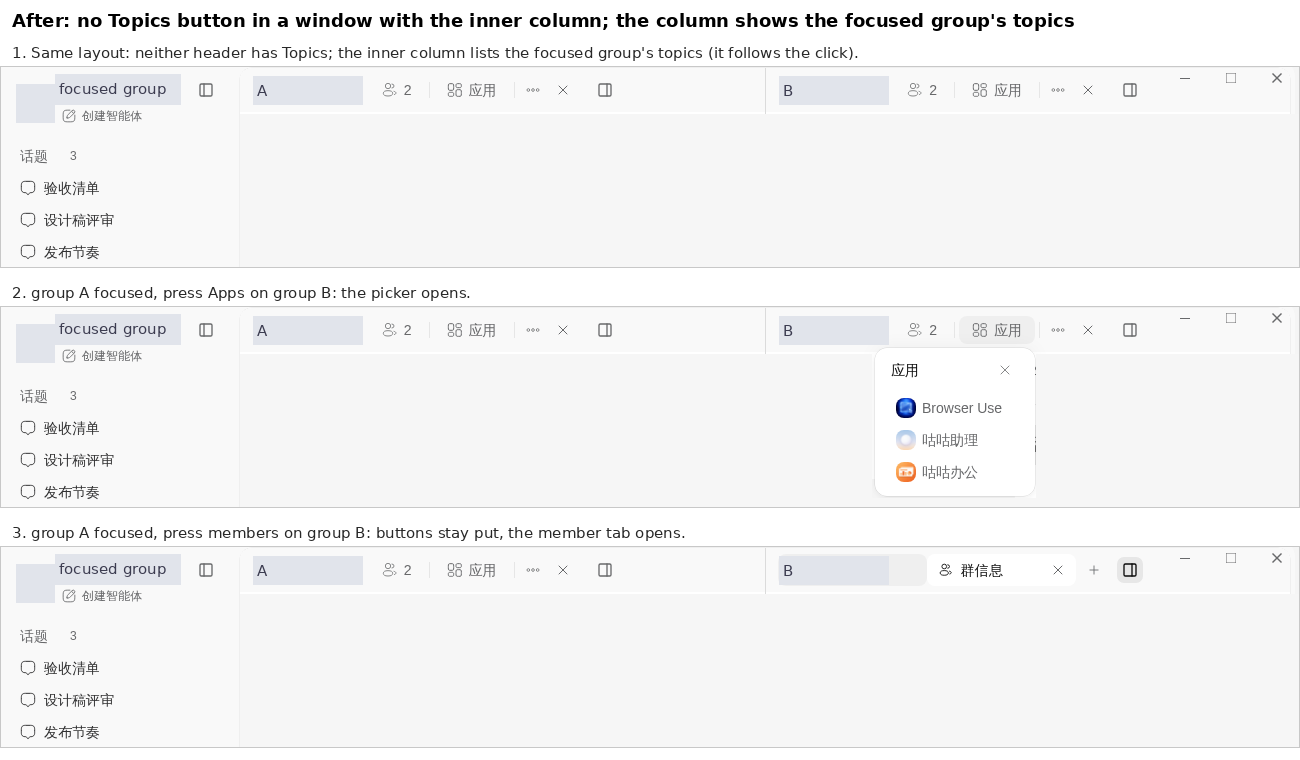 After: no Topics button in a window with the inner column; the column shows the focused group's topics
1. Same layout: neither header has Topics; the inner column lists the focused group's topics (it follows the click).
focused group
A
2
应用
B
2
应用
创建智能体
话题 3
验收清单
设计稿评审
发布节奏
2. group A focused, press Apps on group B: the picker opens.
focused group
A
2
应用
B
2
应用
创建智能体
应用
话题 3
Browser Use
验收清单
咕咕助理
设计稿评审
咕咕办公
发布节奏
3. group A focused, press members on group B: buttons stay put, the member tab opens.
focused group
A
2
应用
B
群信息
创建智能体
话题 3
验收清单
设计稿评审
发布节奏